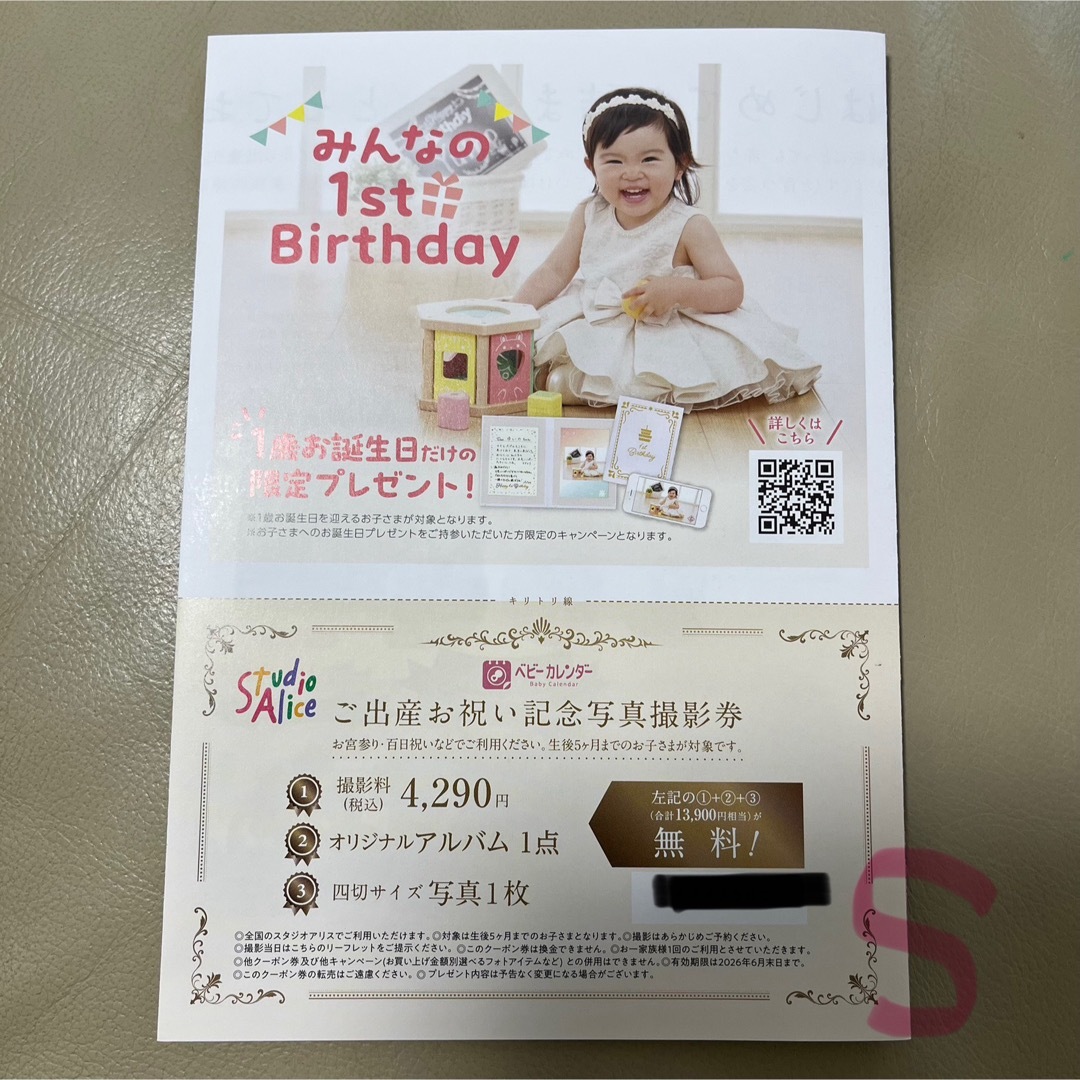 みんなの
1st
Birthday
1歳お誕生日だけの
限定プレゼント!
詳しくは
こちら
※1歳お誕生日を迎えるお子さまが対象となります。
※お子さまへのお誕生日プレゼントをご持参いただいた方限定のキャンペーンとなります。
キリトリ線
Studio
Alice
ベビーカレンダー
Baby Calendar
ご出産お祝い記念写真撮影券
お宮参り・百日祝いなどでご利用ください。生後5ヶ月までのお子さまが対象です。
1 撮影料(税込) 4,290円
2 オリジナルアルバム 1点
3 四切サイズ 写真1枚
左記の①+②+③
(合計13,900円相当)が
無料!
◎全国のスタジオアリスでご利用いただけます。◎対象は生後5ヶ月までのお子さまとなります。◎撮影はあらかじめご予約ください。
◎撮影当日はこちらのリーフレットをご提示ください。◎このクーポン券は換金できません。◎お一家族様1回のご利用とさせていただきます。
◎他クーポン券及び他キャンペーン(お買い上げ金額別選べるフォトアイテムなど)との併用はできません。◎有効期限は2026年6月末日まで。
◎このクーポン券の転売はご遠慮ください。◎プレゼント内容は予告なく変更になる場合がございます。
S